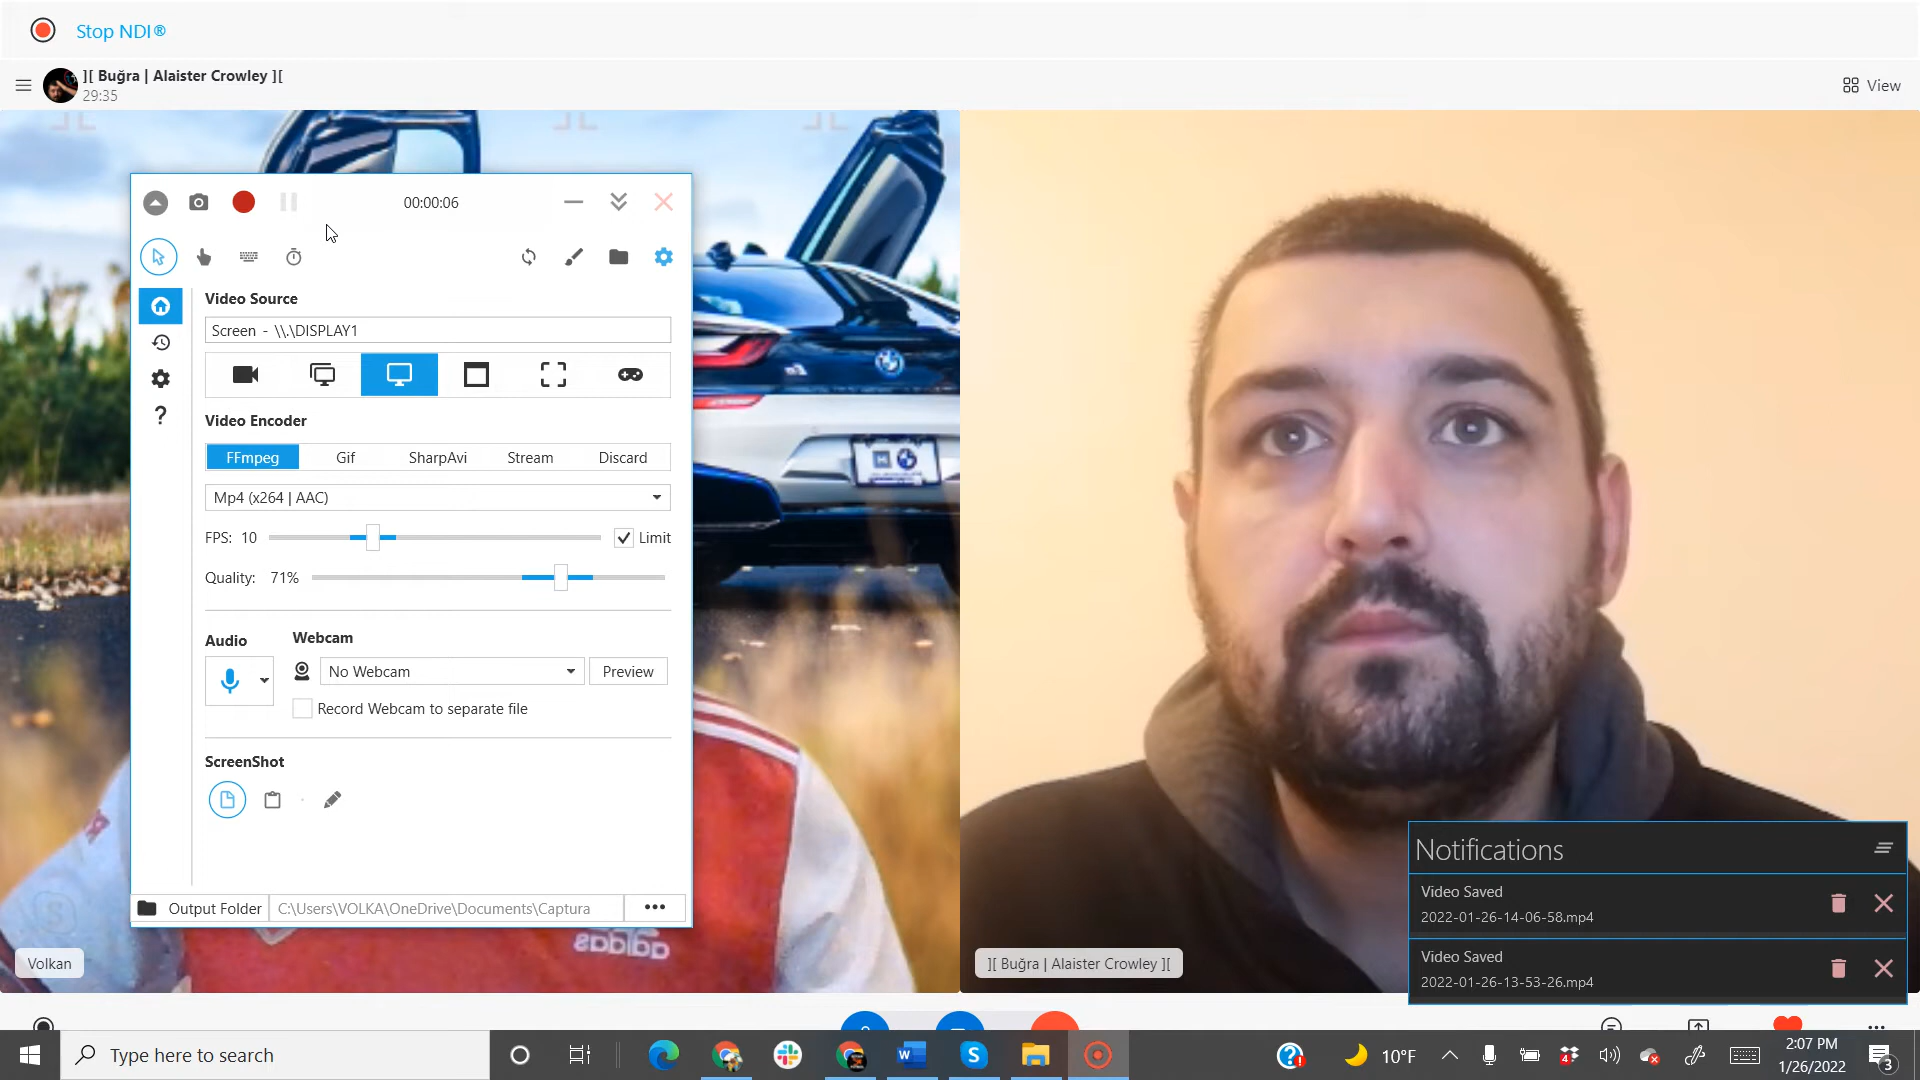 Stop NDI®
][ Buğra | Alaister Crowley ][
29:35
View
00:00:06
Video Source
Screen - \\.\DISPLAY1
Video Encoder
FFmpeg Gif SharpAvi Stream Discard
Mp4 (x264 | AAC)
FPS: 10 Limit
Quality: 71%
Audio Webcam
No Webcam Preview
Record Webcam to separate file
ScreenShot
Output Folder C:\Users\VOLKA\OneDrive\Documents\Captura
adidas
Volkan
][ Buğra | Alaister Crowley ][
Notifications
Video Saved
2022-01-26-14-06-58.mp4
Video Saved
2022-01-26-13-53-26.mp4
Type here to search
10°F
4
2:07 PM
1/26/2022
3